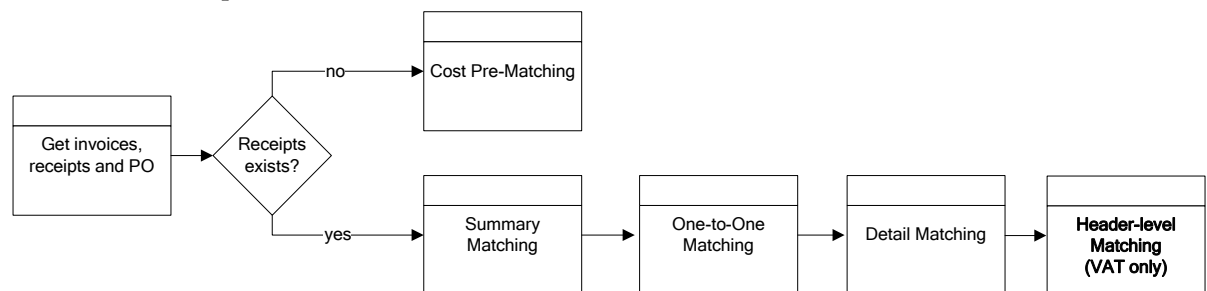 no
Cost Pre-Matching
Get invoices,
receipts and PO
Receipts
exists?
yes
Summary
Matching
One-to-One
Matching
Detail Matching
Header-level
Matching
(VAT only)